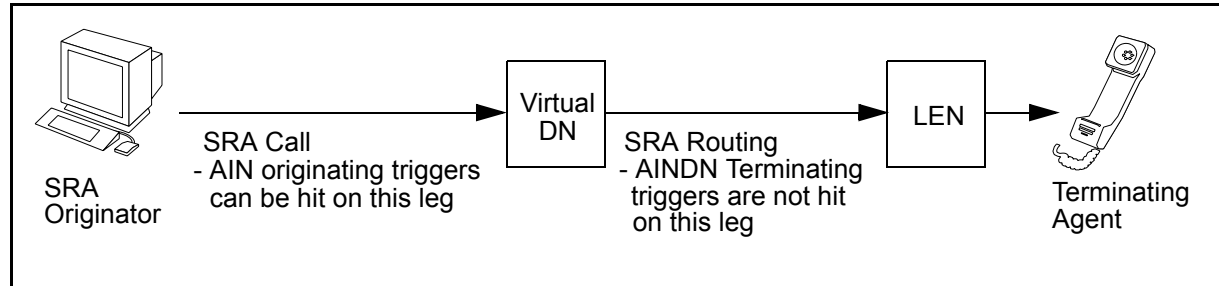 SRA
Originator
SRA Call
- AIN originating triggers
can be hit on this leg
Virtual
DN
SRA Routing
- AINDN Terminating
triggers are not hit
on this leg
LEN
Terminating
Agent